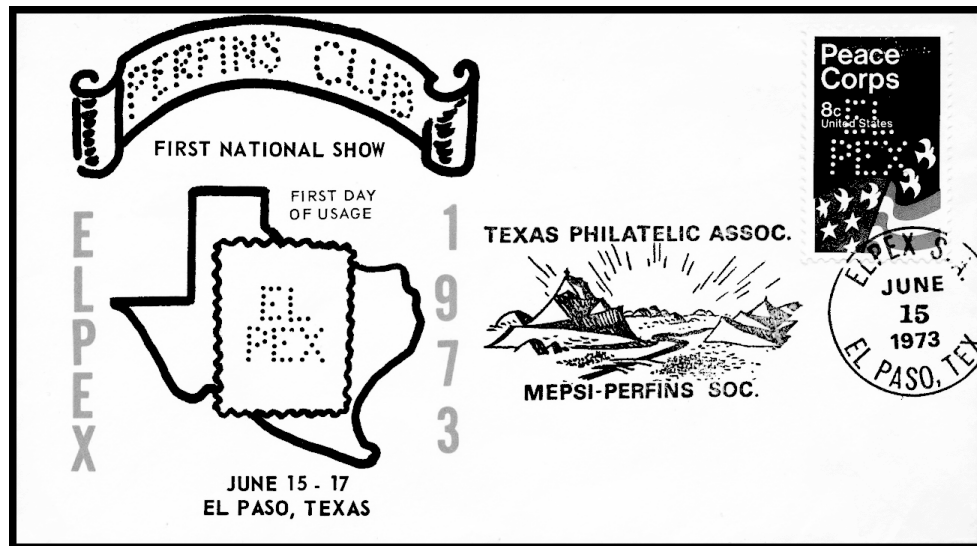 PERFINS CLUB
FIRST NATIONAL SHOW
FIRST DAY
OF USAGE
ELPEX
1973
EL
PEX
JUNE 15 - 17
EL PASO, TEXAS
TEXAS PHILATELIC ASSOC.
MEPSI-PERFINS SOC.
Peace
Corps
8c
United States
EL
PEX
ELPEX
JUNE
15
1973
EL PASO, TEX